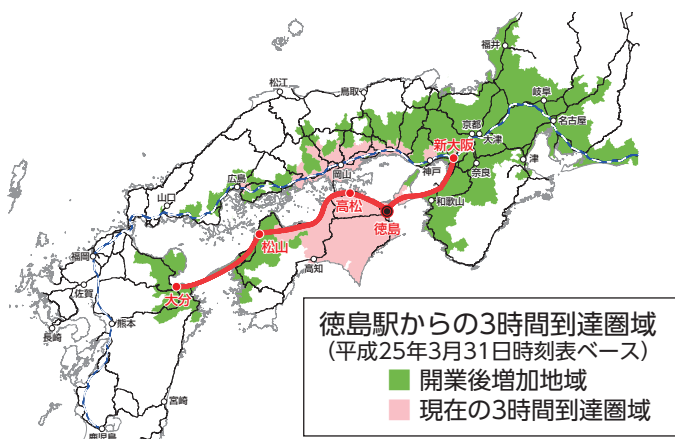 福井
松江
鳥取
岐阜
京都
名古屋
大津
新大阪
岡山
神戸
奈良
津
広島
山口
高松
和歌山
徳島
松山
福岡
高知
大分
佐賀
熊本
長崎
宮崎
鹿児島
徳島駅からの3時間到達圏域
(平成25年3月31日時刻表ベース)
開業後増加地域
現在の3時間到達圏域